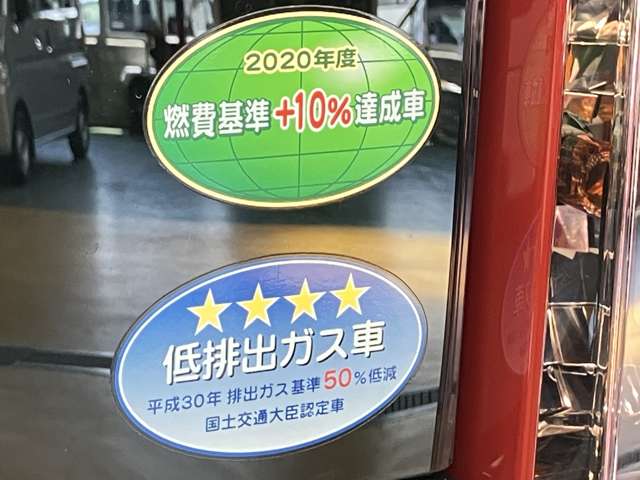 2020年度
燃費基準+10%達成車
低排出ガス車
平成30年排出ガス基準50%低減
国土交通大臣認定車